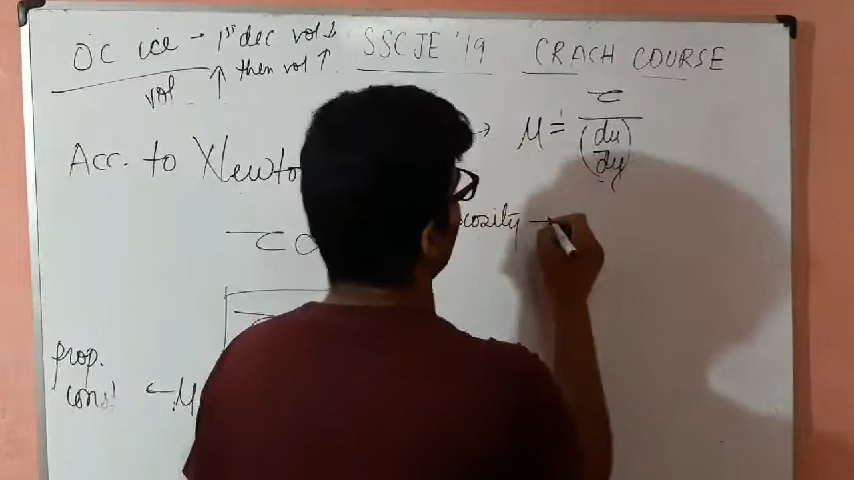 0C ice → 1st dec vol ↓ SSCJE '19 CRACH COURSE
vol ↑ then vol ↑
Acc. to Newto → μ = τ / (du/dy)
τ cosity →
prop.
cons! ← μ